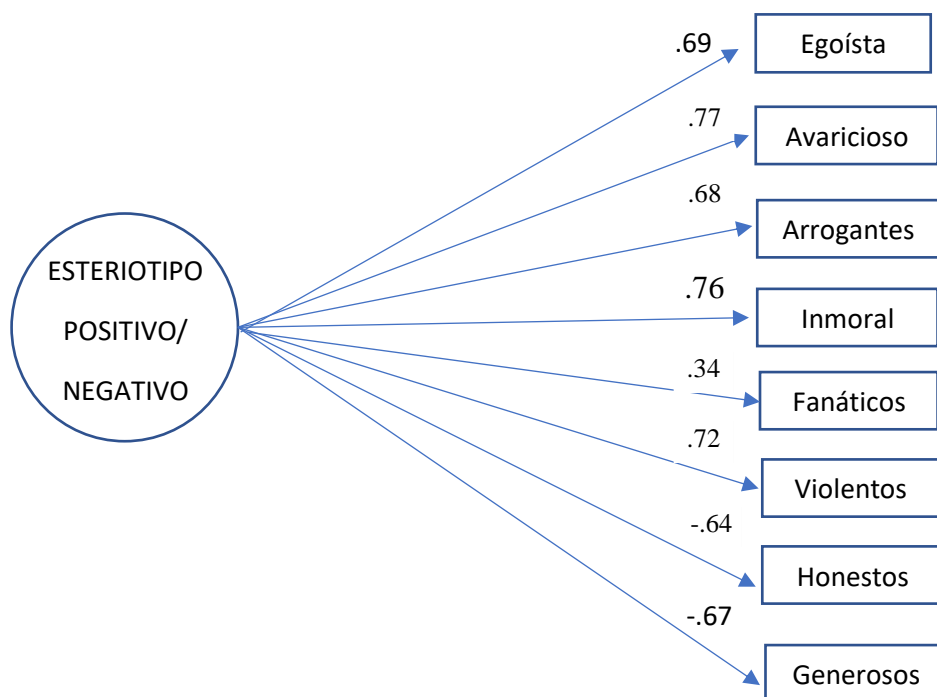 .69
Egoísta
.77
Avaricioso
.68
Arrogantes
ESTERIOTIPO
POSITIVO/
NEGATIVO
.76
Inmoral
.34
Fanáticos
.72
Violentos
-.64
Honestos
-.67
Generosos